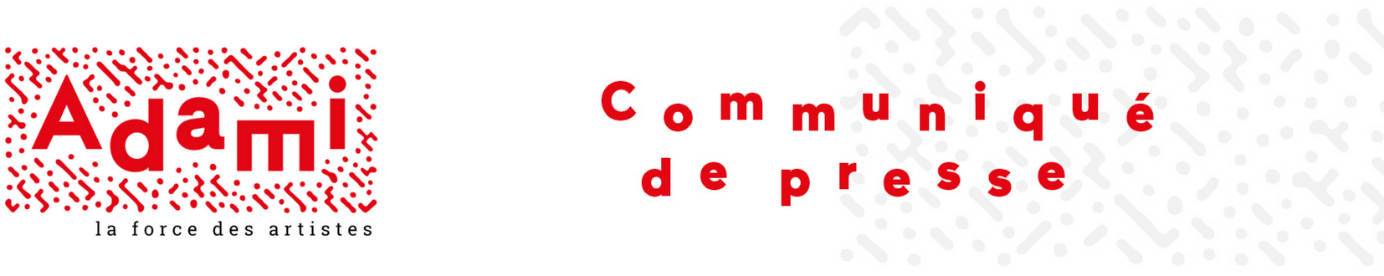 Adami
la force des artistes
Communiqué
de presse